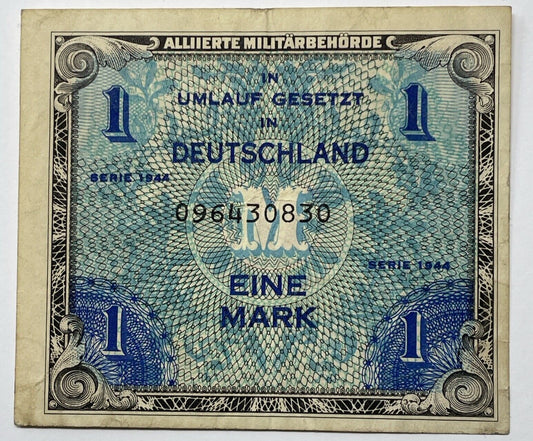 ALLIIERTE MILITÄRBEHÖRDE
1 1
IN
UMLAUF GESETZT
IN
DEUTSCHLAND
SERIE 1944
096430830
M
SERIE 1944
EINE
MARK
1 1